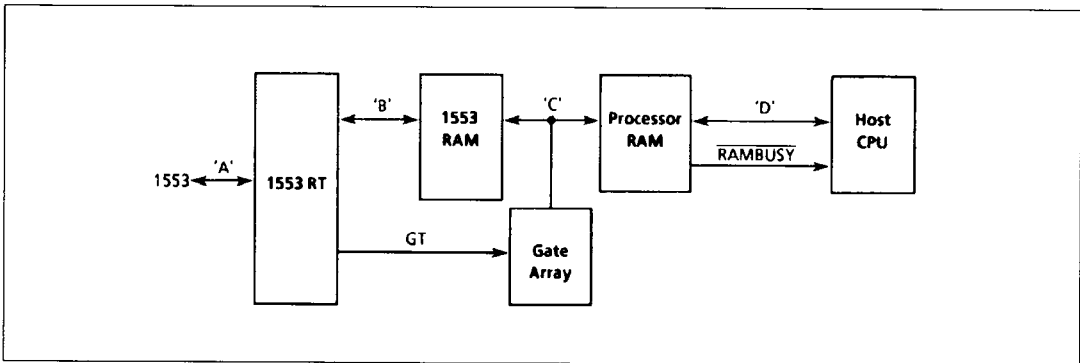 'A'
1553
1553 RT
'B'
1553
RAM
'C'
Processor
RAM
'D'
RAMBUSY
Host
CPU
GT
Gate
Array